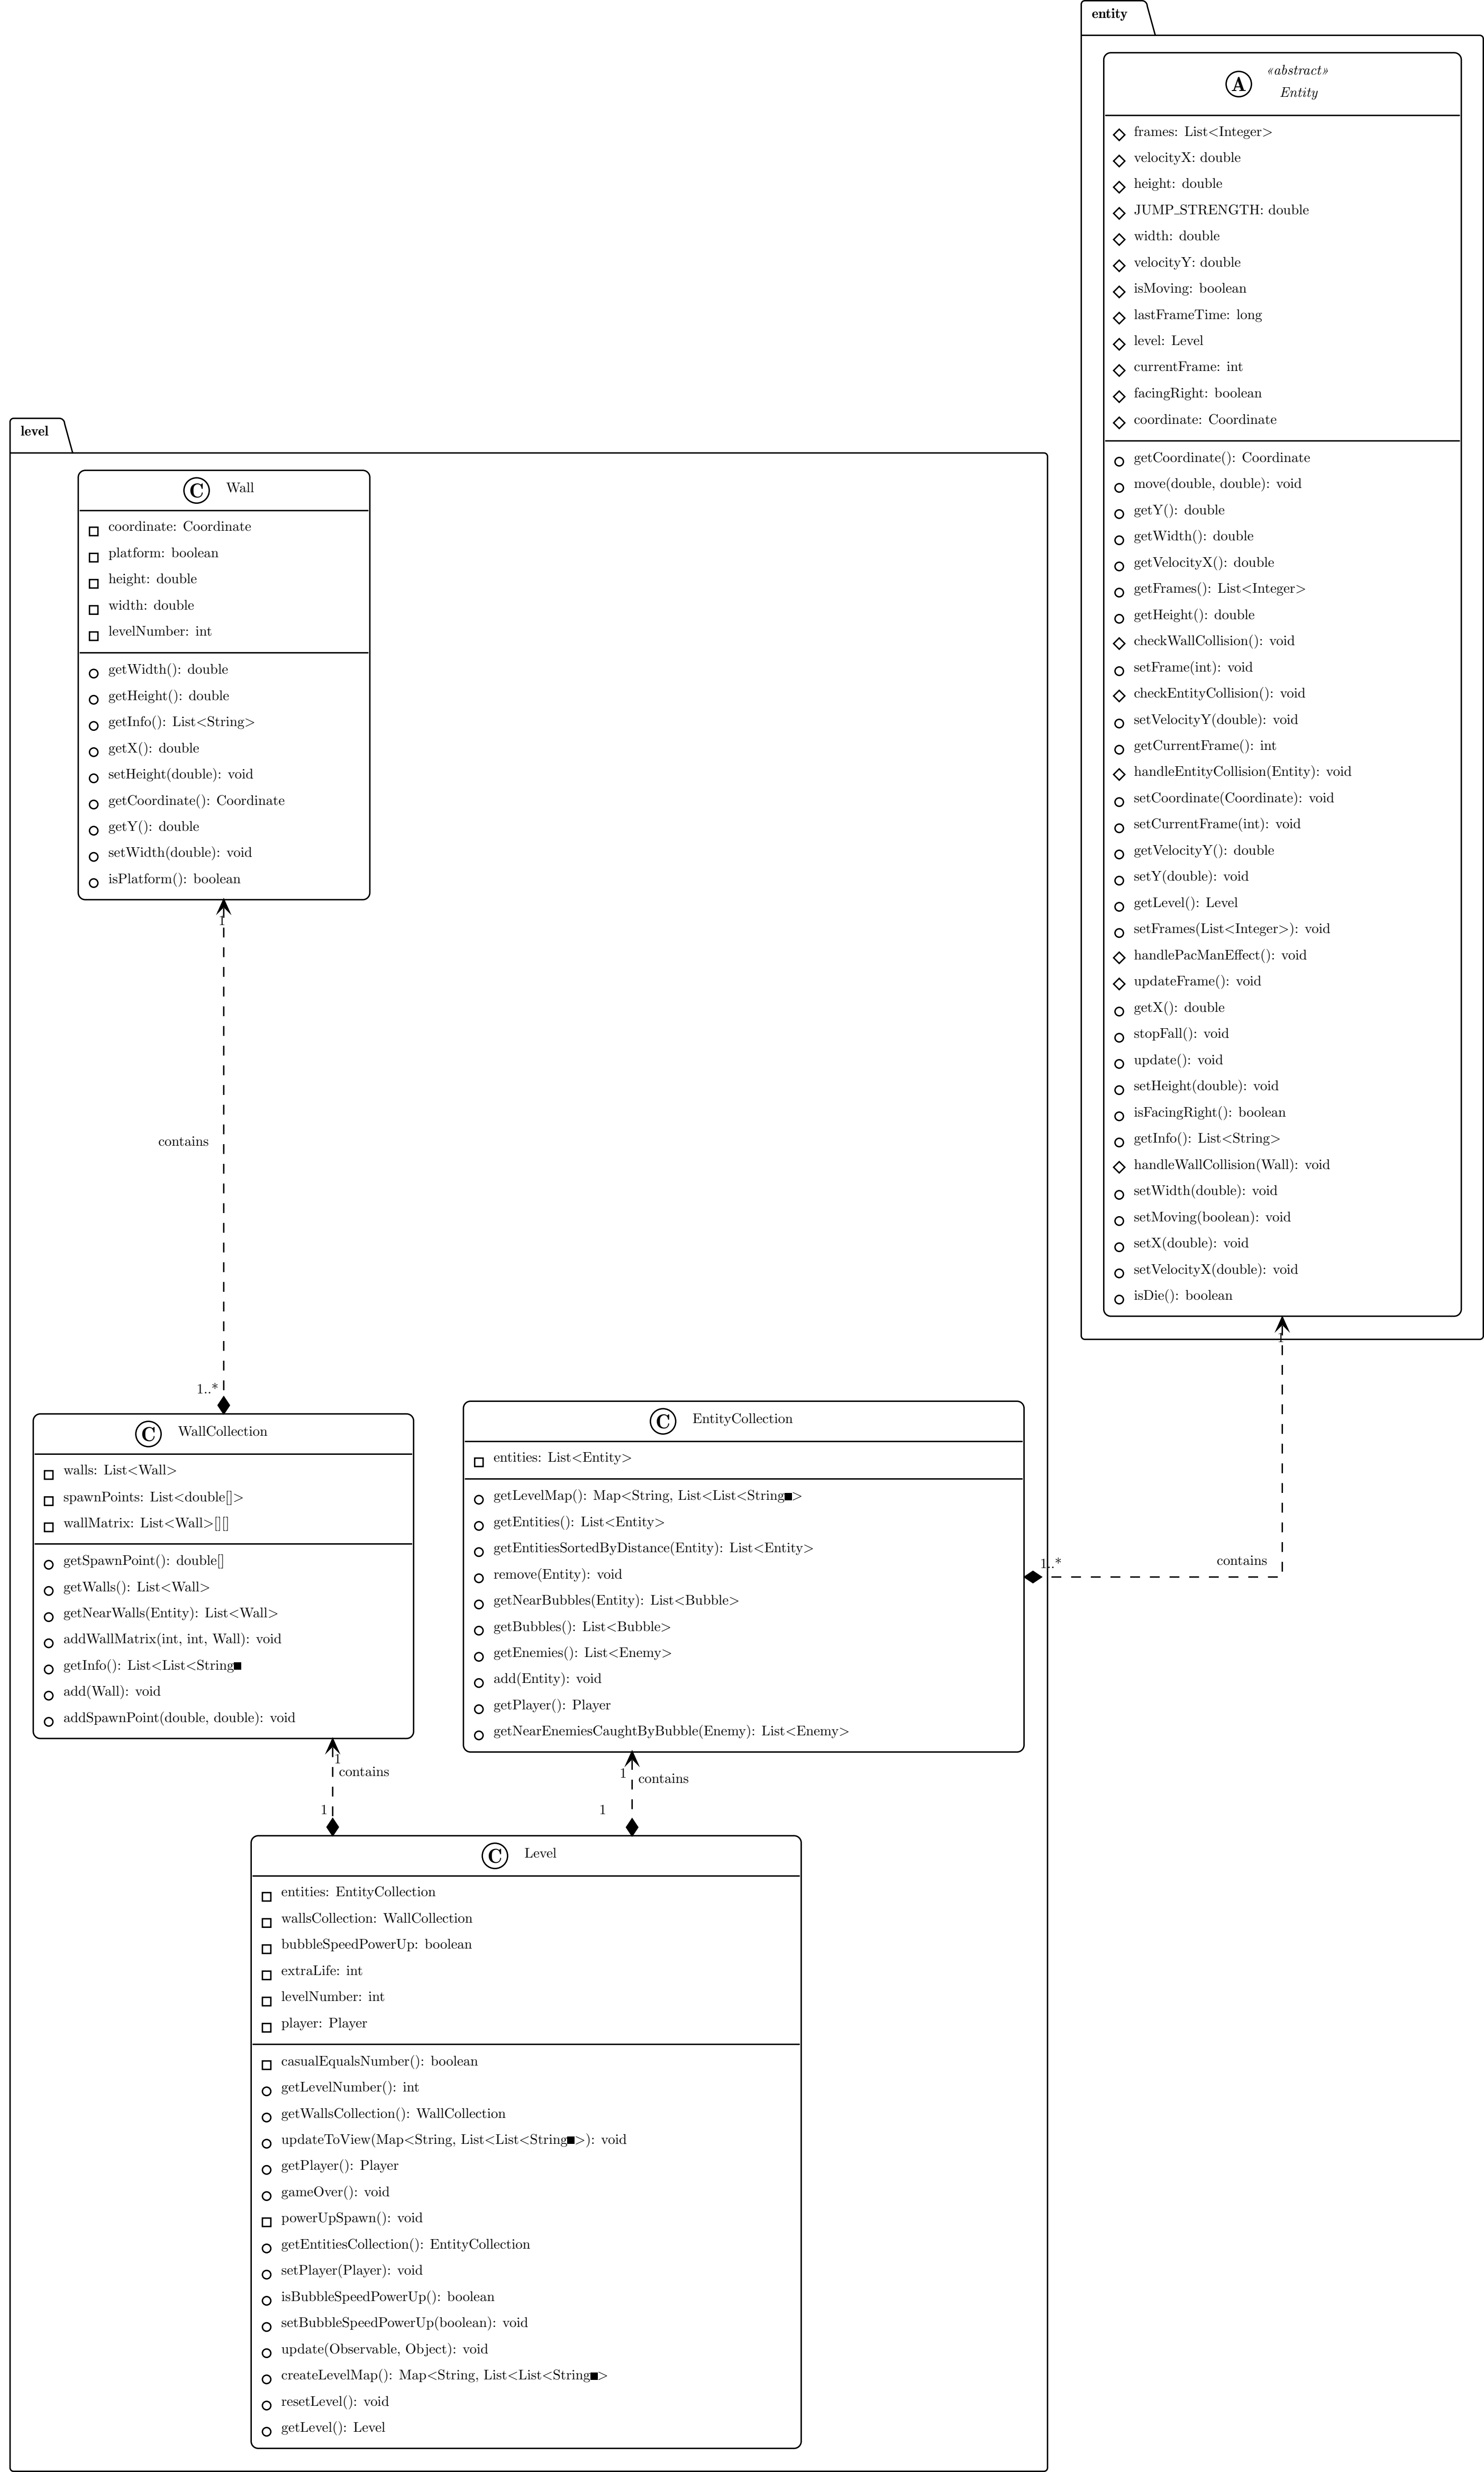 entity
A
«abstract»
Entity
frames: List<Integer>
velocityX: double
height: double
JUMP_STRENGTH: double
width: double
velocityY: double
isMoving: boolean
lastFrameTime: long
level: Level
currentFrame: int
facingRight: boolean
coordinate: Coordinate
getCoordinate(): Coordinate
move(double, double): void
getY(): double
getWidth(): double
getVelocityX(): double
getFrames(): List<Integer>
getHeight(): double
checkWallCollision(): void
setFrame(int): void
checkEntityCollision(): void
setVelocityY(double): void
getCurrentFrame(): int
handleEntityCollision(Entity): void
setCoordinate(Coordinate): void
setCurrentFrame(int): void
getVelocityY(): double
setY(double): void
getLevel(): Level
setFrames(List<Integer>): void
handlePacManEffect(): void
updateFrame(): void
getX(): double
stopFall(): void
update(): void
setHeight(double): void
isFacingRight(): boolean
getInfo(): List<String>
handleWallCollision(Wall): void
setWidth(double): void
setMoving(boolean): void
setX(double): void
setVelocityX(double): void
isDie(): boolean
1
level
C Wall
coordinate: Coordinate
platform: boolean
height: double
width: double
levelNumber: int
getWidth(): double
getHeight(): double
getInfo(): List<String>
getX(): double
setHeight(double): void
getCoordinate(): Coordinate
getY(): double
setWidth(double): void
isPlatform(): boolean
1
contains
1..*
C WallCollection
walls: List<Wall>
spawnPoints: List<double[]>
wallMatrix: List<Wall>[][]
getSpawnPoint(): double[]
getWalls(): List<Wall>
getNearWalls(Entity): List<Wall>
addWallMatrix(int, int, Wall): void
getInfo(): List<List<String■
add(Wall): void
addSpawnPoint(double, double): void
C EntityCollection
entities: List<Entity>
getLevelMap(): Map<String, List<List<String■>
getEntities(): List<Entity>
getEntitiesSortedByDistance(Entity): List<Entity>
remove(Entity): void
getNearBubbles(Entity): List<Bubble>
getBubbles(): List<Bubble>
getEnemies(): List<Enemy>
add(Entity): void
getPlayer(): Player
getNearEnemiesCaughtByBubble(Enemy): List<Enemy>
1..*
contains
1
contains
1
1
contains
1
C Level
entities: EntityCollection
wallsCollection: WallCollection
bubbleSpeedPowerUp: boolean
extraLife: int
levelNumber: int
player: Player
casualEqualsNumber(): boolean
getLevelNumber(): int
getWallsCollection(): WallCollection
updateToView(Map<String, List<List<String■>): void
getPlayer(): Player
gameOver(): void
powerUpSpawn(): void
getEntitiesCollection(): EntityCollection
setPlayer(Player): void
isBubbleSpeedPowerUp(): boolean
setBubbleSpeedPowerUp(boolean): void
update(Observable, Object): void
createLevelMap(): Map<String, List<List<String■>
resetLevel(): void
getLevel(): Level